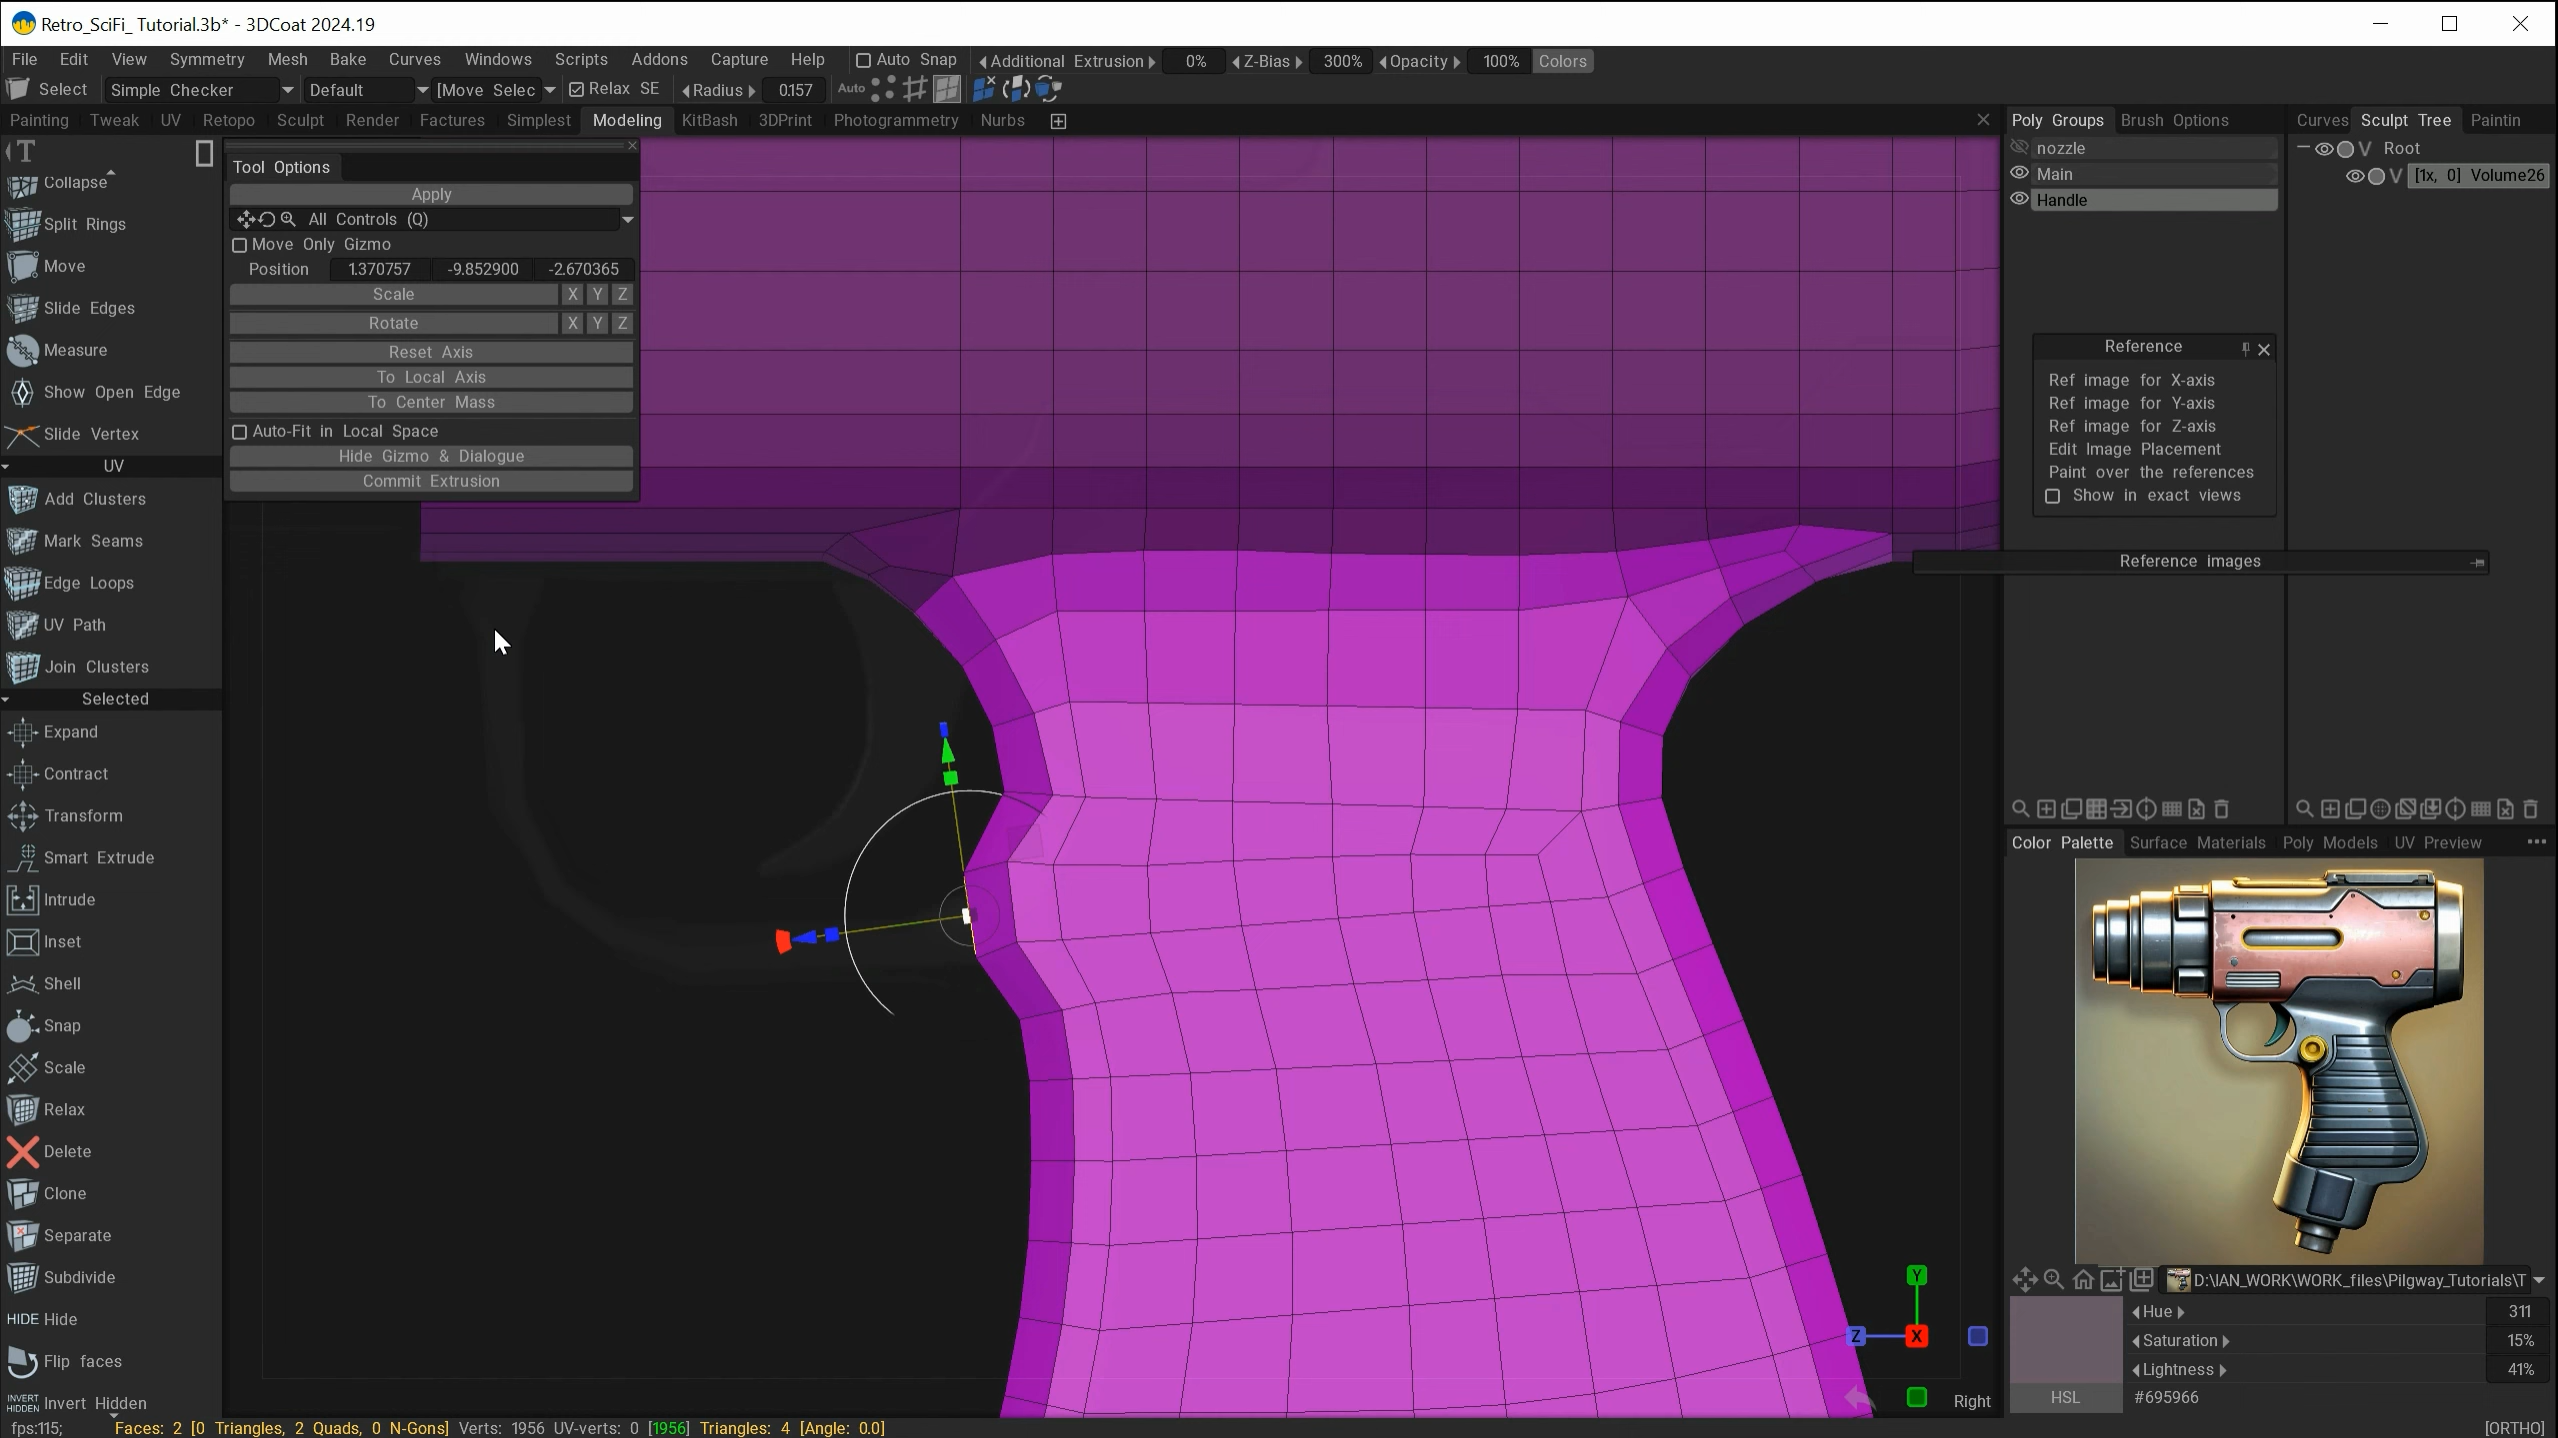 Retro_SciFi_ Tutorial.3b* - 3DCoat 2024.19
File Edit View Symmetry Mesh Bake Curves Windows Scripts Addons Capture Help Auto Snap Additional Extrusion 0% Z-Bias 300% Opacity 100% Colors
Select Simple Checker Default [Move Selec Relax SE Radius 0.157 Auto
Painting Tweak UV Retopo Sculpt Render Factures Simplest Modeling KitBash 3DPrint Photogrammetry Nurbs
T
Collapse
Split Rings
Move
Slide Edges
Measure
Show Open Edge
Slide Vertex
UV
Add Clusters
Mark Seams
Edge Loops
UV Path
Join Clusters
Selected
Expand
Contract
Transform
Smart Extrude
Intrude
Inset
Shell
Snap
Scale
Relax
Delete
Clone
Separate
Subdivide
HIDE Hide
Flip faces
INVERT HIDDEN Invert Hidden
Tool Options
Apply
All Controls (Q)
Move Only Gizmo
Position 1.370757 -9.852900 -2.670365
Scale X Y Z
Rotate X Y Z
Reset Axis
To Local Axis
To Center Mass
Auto-Fit in Local Space
Hide Gizmo & Dialogue
Commit Extrusion
Poly Groups Brush Options
nozzle
Main
Handle
Curves Sculpt Tree Paintin
V Root
V [1x, 0] Volume26
Reference
Ref image for X-axis
Ref image for Y-axis
Ref image for Z-axis
Edit Image Placement
Paint over the references
Show in exact views
Reference images
Color Palette Surface Materials Poly Models UV Preview
D:\IAN_WORK\WORK_files\Pilgway_Tutorials\T
Hue 311
Saturation 15%
Lightness 41%
HSL #695966
Y
Z X
Right
fps:115; Faces: 2 [0 Triangles, 2 Quads, 0 N-Gons] Verts: 1956 UV-verts: 0 [1956] Triangles: 4 [Angle: 0.0] [ORTHO]